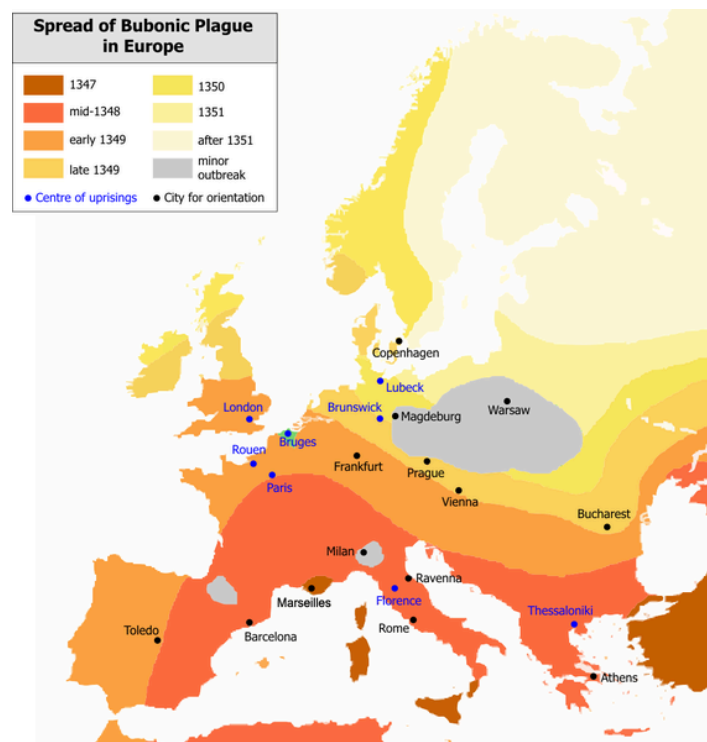 Spread of Bubonic Plague
in Europe
1347
1350
mid-1348
1351
early 1349
after 1351
late 1349
minor
outbreak
Centre of uprisings
City for orientation
Copenhagen
Lubeck
Brunswick
Magdeburg
Warsaw
London
Bruges
Rouen
Frankfurt
Prague
Paris
Vienna
Bucharest
Milan
Ravenna
Marseilles
Florence
Thessaloniki
Toledo
Barcelona
Rome
Athens